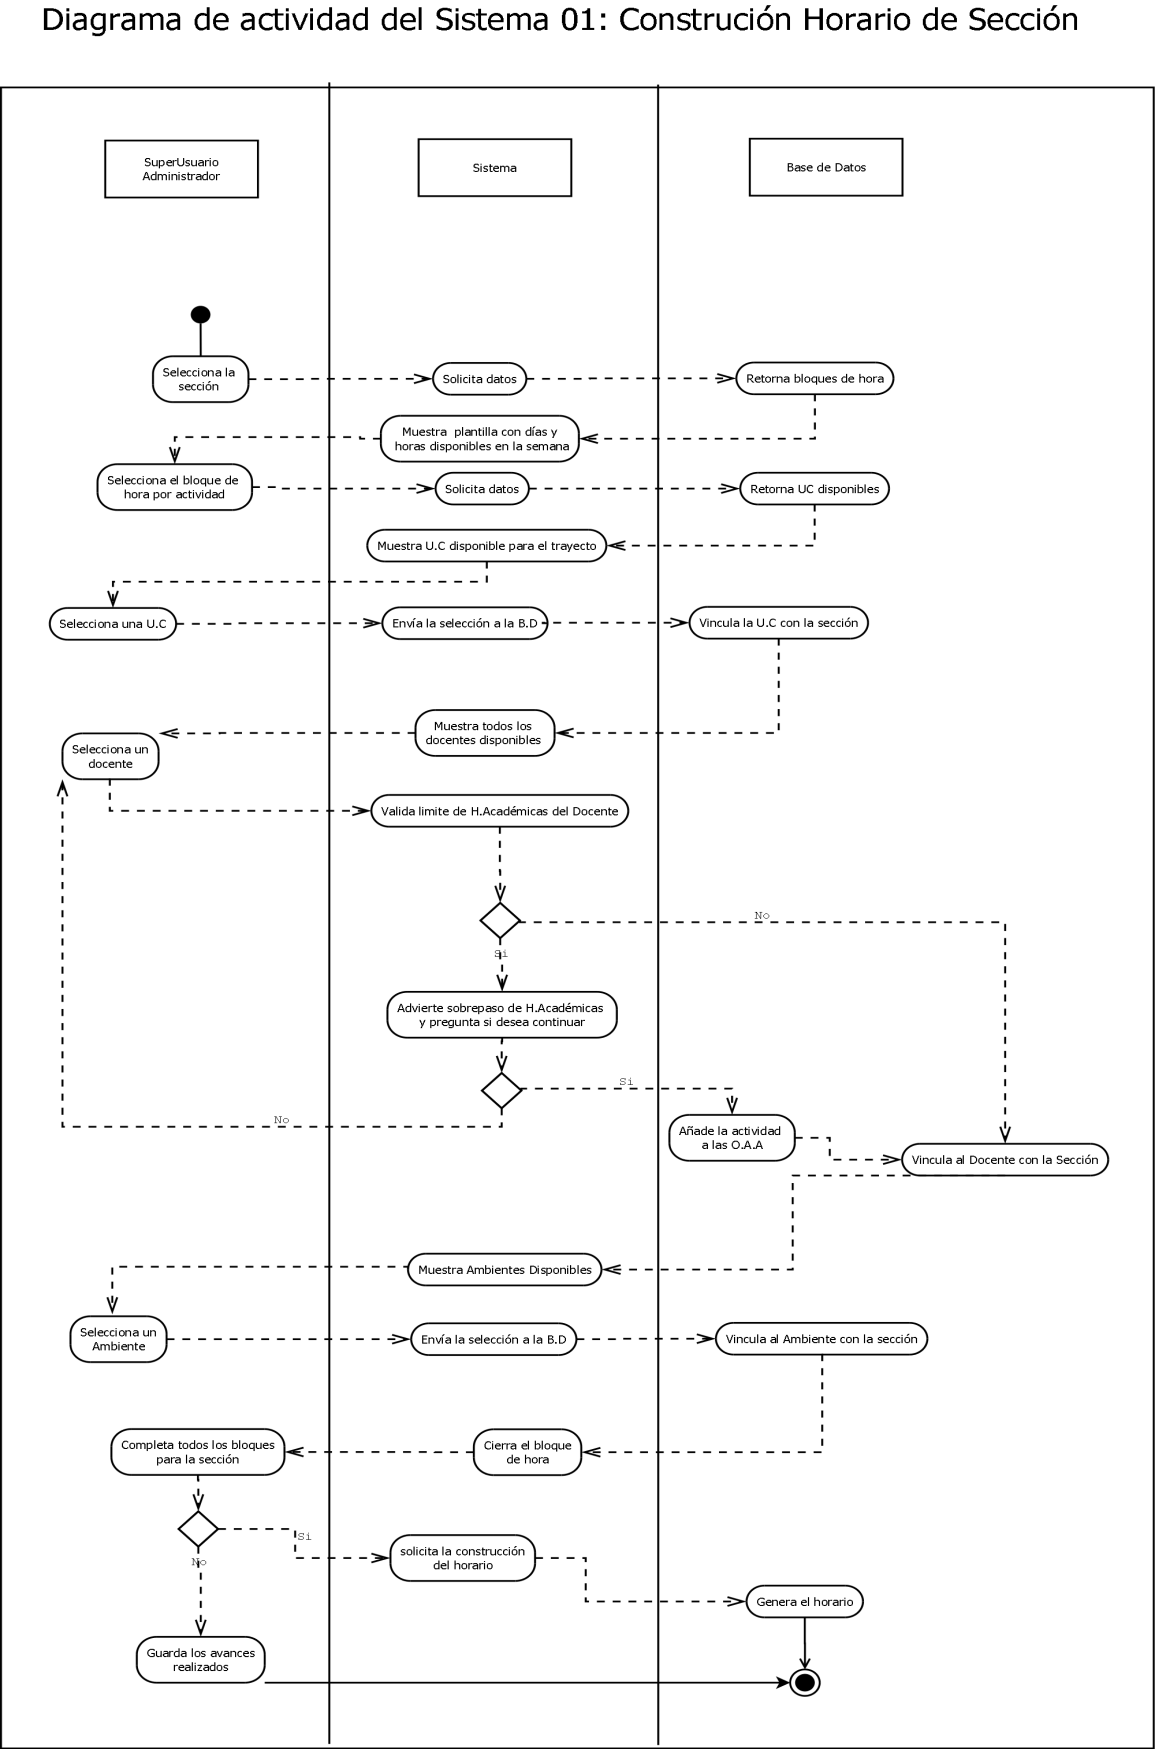 Diagrama de actividad del Sistema 01: Construción Horario de Sección
SuperUsuario
Administrador
Sistema
Base de Datos
Selecciona la
sección
Solicita datos
Retorna bloques de hora
Muestra plantilla con días y
horas disponibles en la semana
Selecciona el bloque de
hora por actividad
Solicita datos
Retorna UC disponibles
Muestra U.C disponible para el trayecto
Selecciona una U.C
Envía la selección a la B.D
Vincula la U.C con la sección
Muestra todos los
docentes disponibles
Selecciona un
docente
Valida limite de H.Académicas del Docente
No
Si
Advierte sobrepaso de H.Académicas
y pregunta si desea continuar
Si
No
Añade la actividad
a las O.A.A
Vincula al Docente con la Sección
Muestra Ambientes Disponibles
Selecciona un
Ambiente
Envía la selección a la B.D
Vincula al Ambiente con la sección
Completa todos los bloques
para la sección
Cierra el bloque
de hora
Si
No
solicita la construcción
del horario
Genera el horario
Guarda los avances
realizados